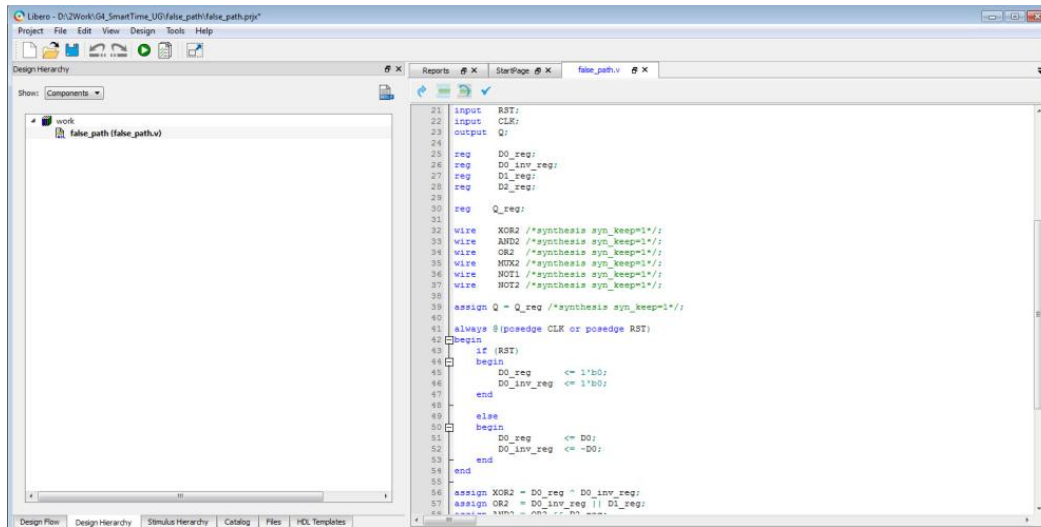 Libero - D:\2Work\G4_SmartTime_UG\false_path\false_path.prjx*
Project File Edit View Design Tools Help
Design Hierarchy
Show: Components
work
false_path (false_path.v)
Design Flow Design Hierarchy Stimulus Hierarchy Catalog Files HDL Templates
Reports StartPage false_path.v
21 input RST;
22 input CLK;
23 output Q;
24
25 reg D0_reg;
26 reg D0_inv_reg;
27 reg D1_reg;
28 reg D2_reg;
29
30 reg Q_reg;
31
32 wire XOR2 /*synthesis syn_keep=1*/;
33 wire AND2 /*synthesis syn_keep=1*/;
34 wire OR2 /*synthesis syn_keep=1*/;
35 wire MUX2 /*synthesis syn_keep=1*/;
36 wire NOT1 /*synthesis syn_keep=1*/;
37 wire NOT2 /*synthesis syn_keep=1*/;
38
39 assign Q = Q_reg /*synthesis syn_keep=1*/;
40
41 always @(posedge CLK or posedge RST)
42 begin
43 if (RST)
44 begin
45 D0_reg <= 1'b0;
46 D0_inv_reg <= 1'b0;
47 end
48
49 else
50 begin
51 D0_reg <= D0;
52 D0_inv_reg <= ~D0;
53 end
54 end
55
56 assign XOR2 = D0_reg ^ D0_inv_reg;
57 assign OR2 = D0_inv_reg || D1_reg;
58 assign AND2 = OR2 && D2_reg;